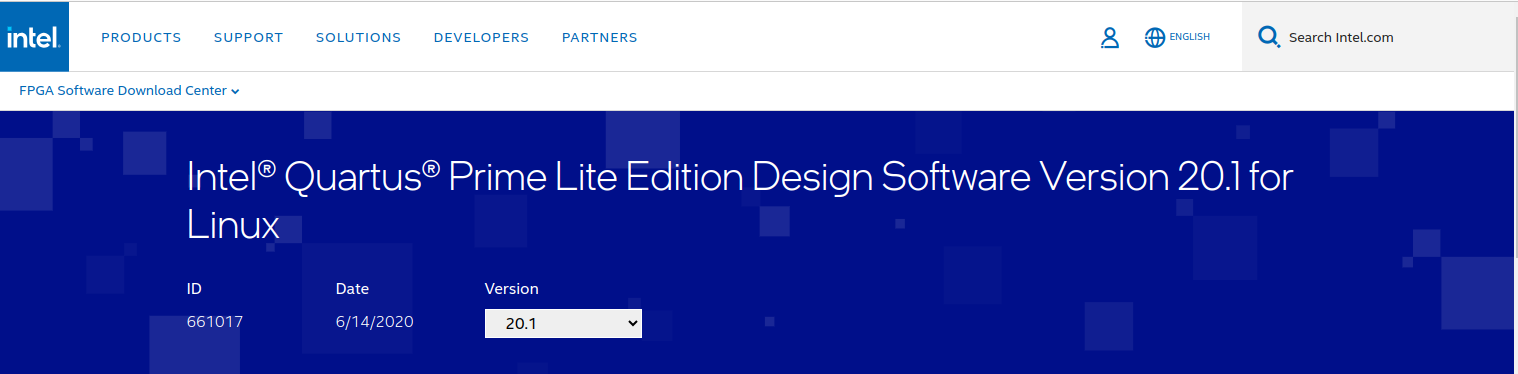 intel.
PRODUCTS SUPPORT SOLUTIONS DEVELOPERS PARTNERS ENGLISH Search Intel.com
FPGA Software Download Center
Intel® Quartus® Prime Lite Edition Design Software Version 20.1 for
Linux
ID Date Version
661017 6/14/2020 20.1